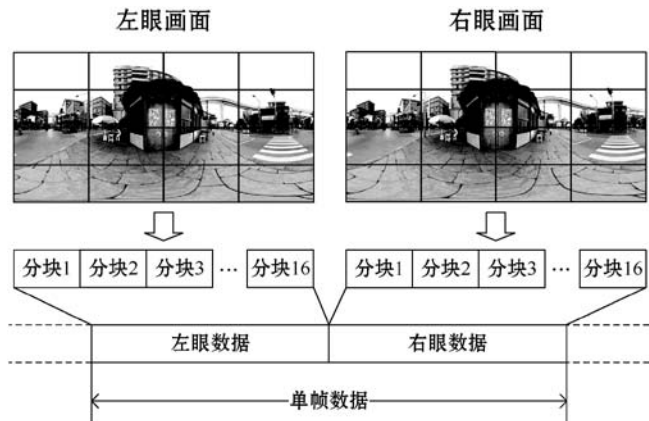 左眼画面 右眼画面
分块1 分块2 分块3 … 分块16 分块1 分块2 分块3 … 分块16
左眼数据 右眼数据
单帧数据